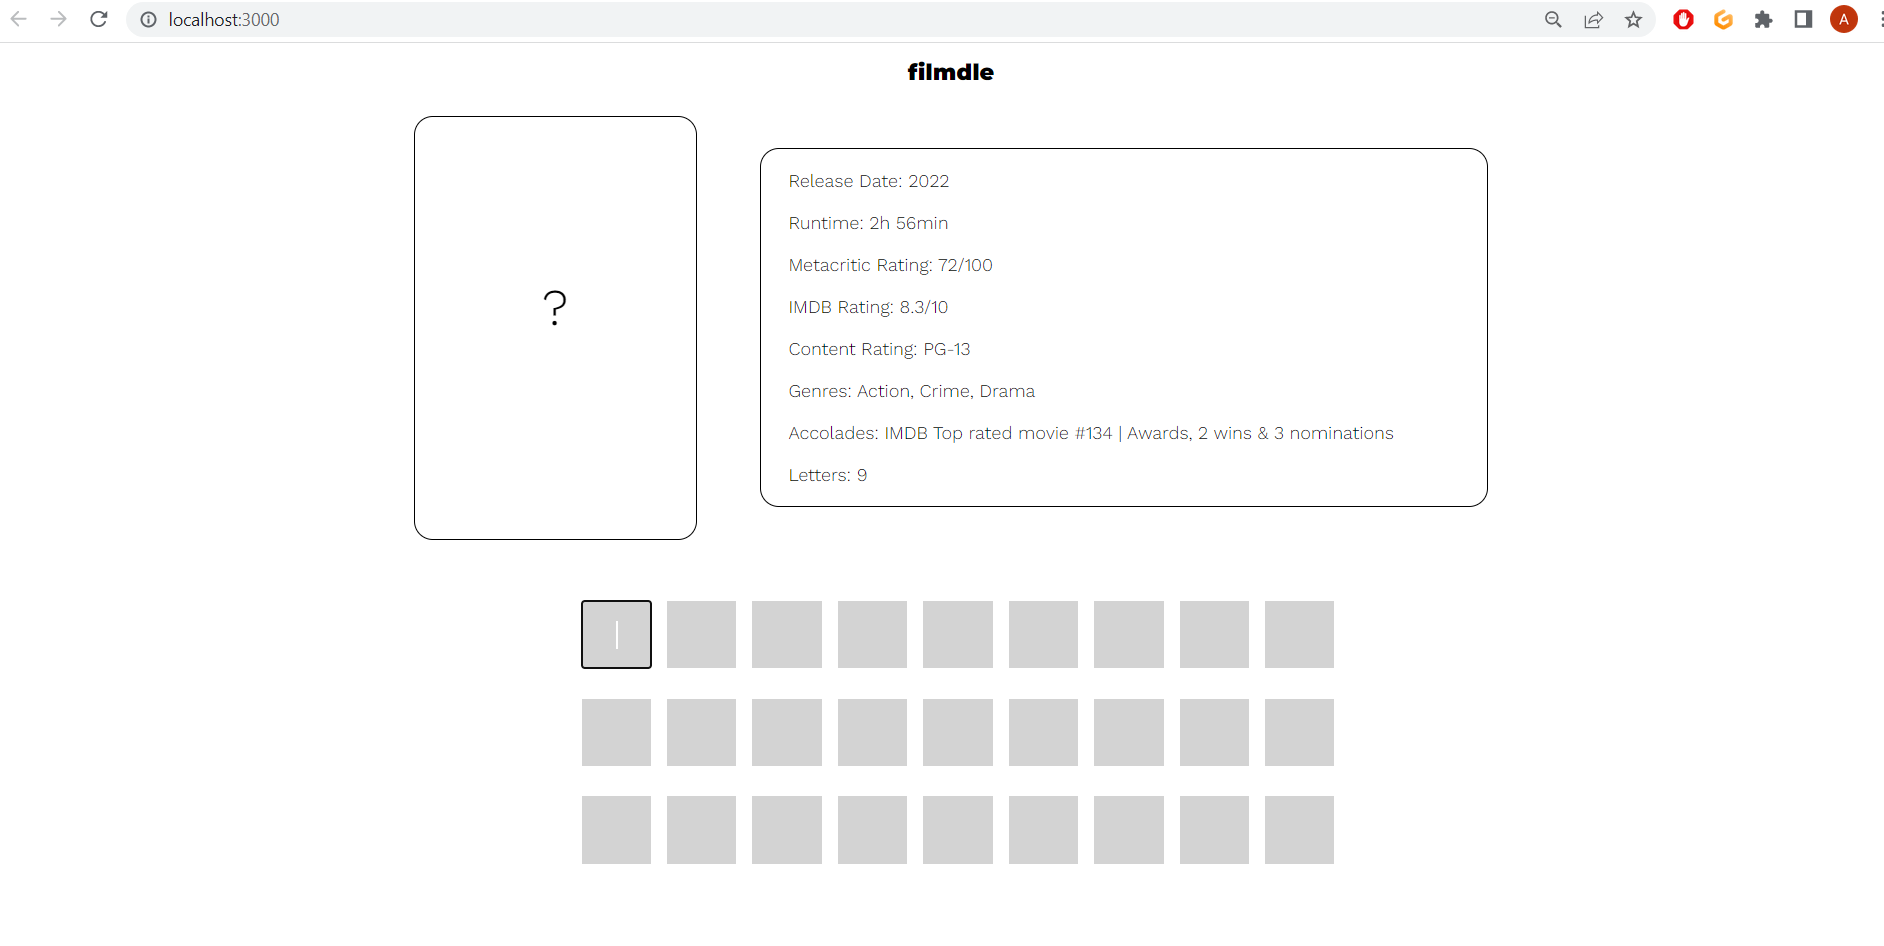 localhost:3000
A
filmdle
?
Release Date: 2022
Runtime: 2h 56min
Metacritic Rating: 72/100
IMDB Rating: 8.3/10
Content Rating: PG-13
Genres: Action, Crime, Drama
Accolades: IMDB Top rated movie #134 | Awards, 2 wins & 3 nominations
Letters: 9